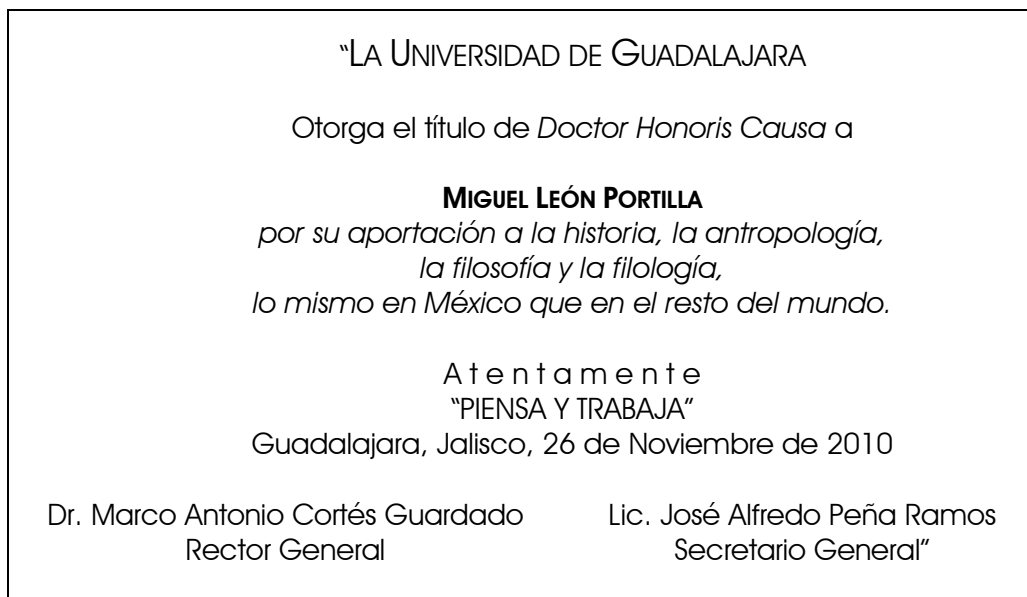 “LA UNIVERSIDAD DE GUADALAJARA
Otorga el título de Doctor Honoris Causa a
MIGUEL LEÓN PORTILLA
por su aportación a la historia, la antropología,
la filosofía y la filología,
lo mismo en México que en el resto del mundo.
A t e n t a m e n t e
“PIENSA Y TRABAJA”
Guadalajara, Jalisco, 26 de Noviembre de 2010
Dr. Marco Antonio Cortés Guardado Lic. José Alfredo Peña Ramos
Rector General Secretario General”